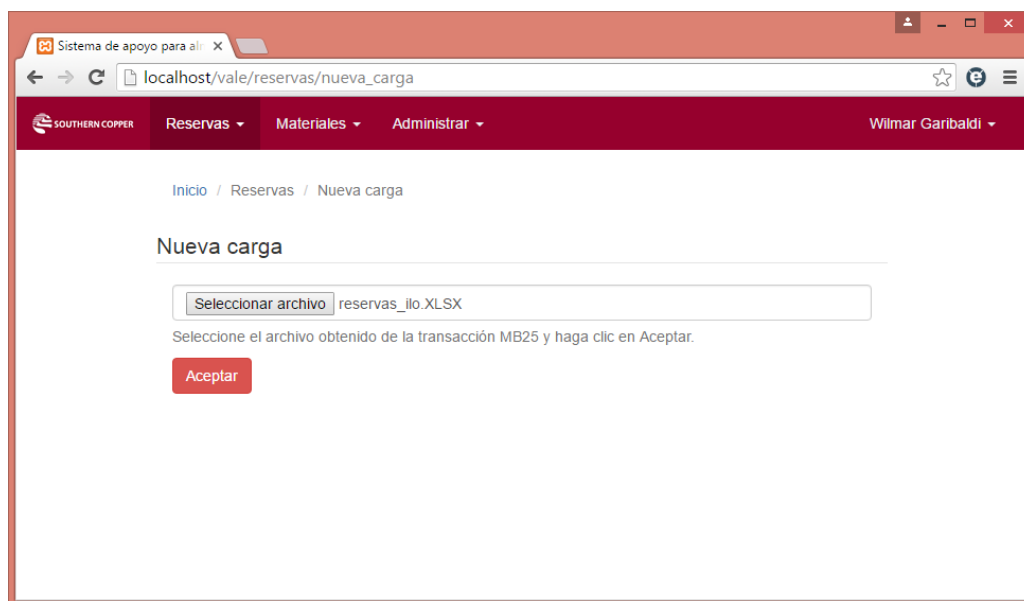 Sistema de apoyo para alr
localhost/vale/reservas/nueva_carga
SOUTHERN COPPER Reservas Materiales Administrar Wilmar Garibaldi
Inicio / Reservas / Nueva carga
Nueva carga
Seleccionar archivo reservas_ilo.XLSX
Seleccione el archivo obtenido de la transacción MB25 y haga clic en Aceptar.
Aceptar